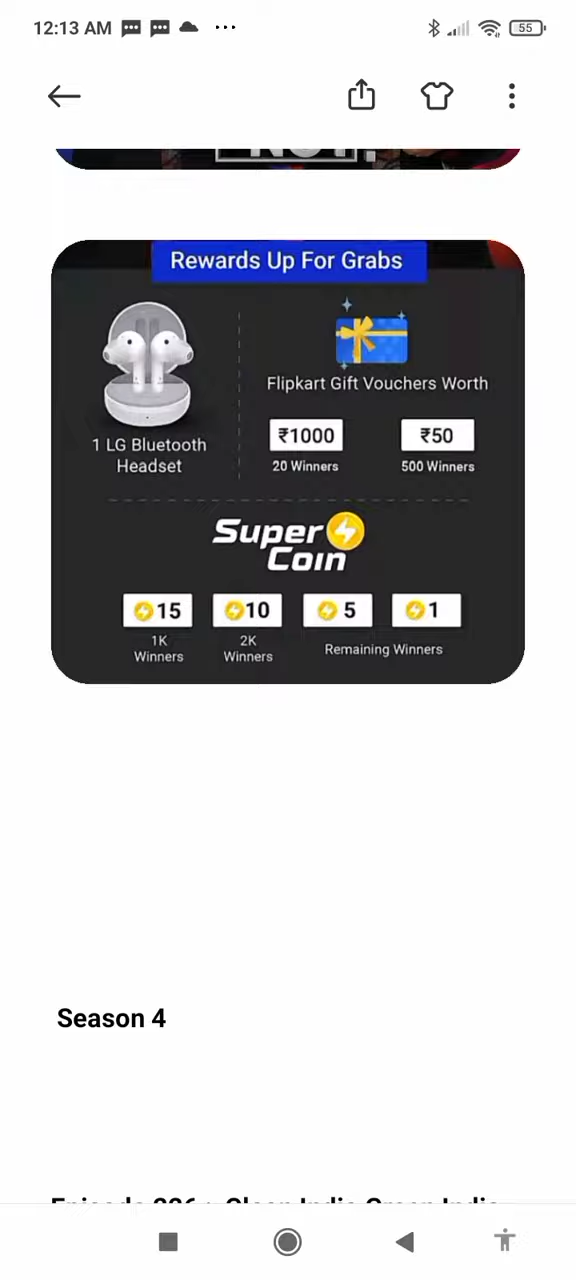 12:13 AM
55
Rewards Up For Grabs
1 LG Bluetooth
Headset
Flipkart Gift Vouchers Worth
₹1000
₹50
20 Winners
500 Winners
Super
Coin
15
10
5
1
1K
Winners
2K
Winners
Remaining Winners
Season 4